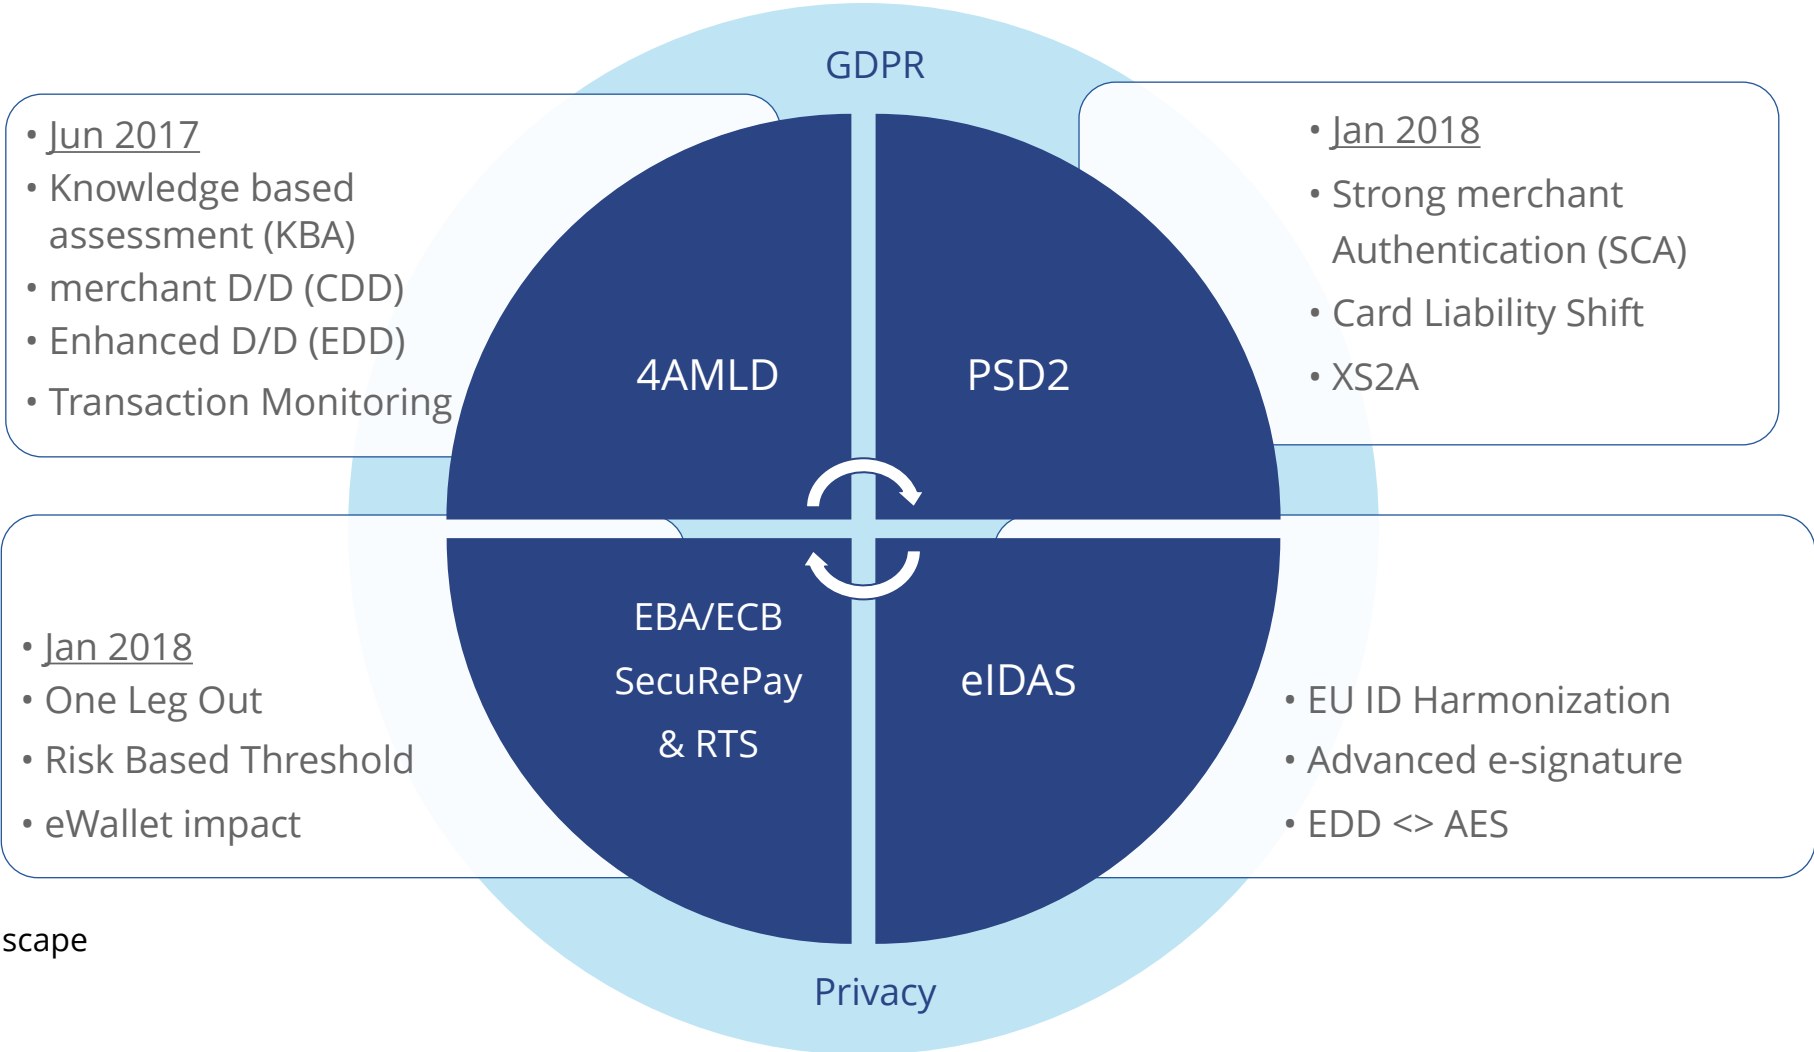 GDPR
• Jun 2017
• Knowledge based
assessment (KBA)
• merchant D/D (CDD)
• Enhanced D/D (EDD)
• Transaction Monitoring
4AMLD
PSD2
• Jan 2018
• Strong merchant
Authentication (SCA)
• Card Liability Shift
• XS2A
• Jan 2018
• One Leg Out
• Risk Based Threshold
• eWallet impact
EBA/ECB
SecuRePay
& RTS
eIDAS
• EU ID Harmonization
• Advanced e-signature
• EDD <> AES
scape
Privacy